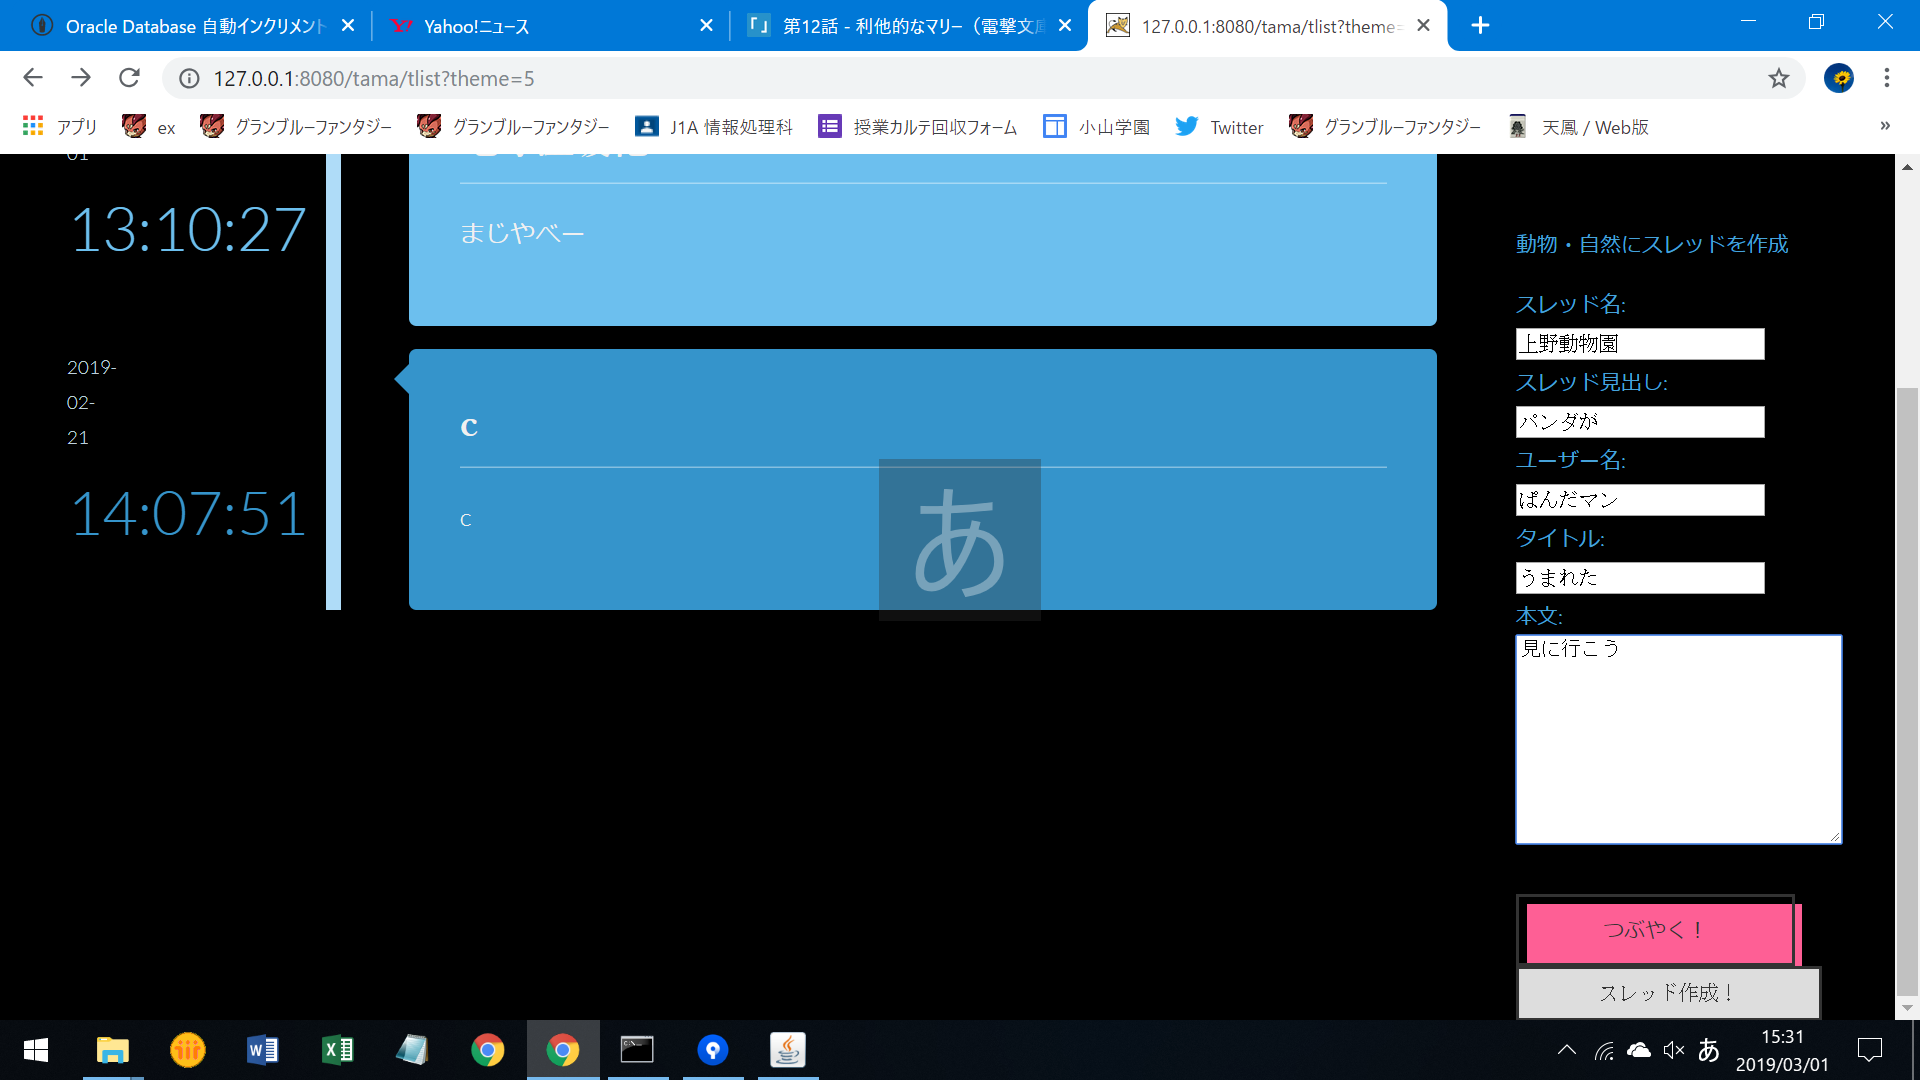 Oracle Database 自動インクリメント
Yahoo!ニュース
第12話 - 利他的なマリー（電撃文庫
127.0.0.1:8080/tama/tlist?theme=
127.0.0.1:8080/tama/tlist?theme=5
アプリ
ex
グランブルーファンタジー
グランブルーファンタジー
J1A 情報処理科
授業カルテ回収フォーム
小山学園
Twitter
グランブルーファンタジー
天鳳 / Web版
»
01
13:10:27
まじやべー
2019-
02-
21
14:07:51
c
c
あ
動物・自然にスレッドを作成
スレッド名:
上野動物園
スレッド見出し:
パンダが
ユーザー名:
ぱんだマン
タイトル:
うまれた
本文:
見に行こう
つぶやく！
スレッド作成！
あ
15:31
2019/03/01